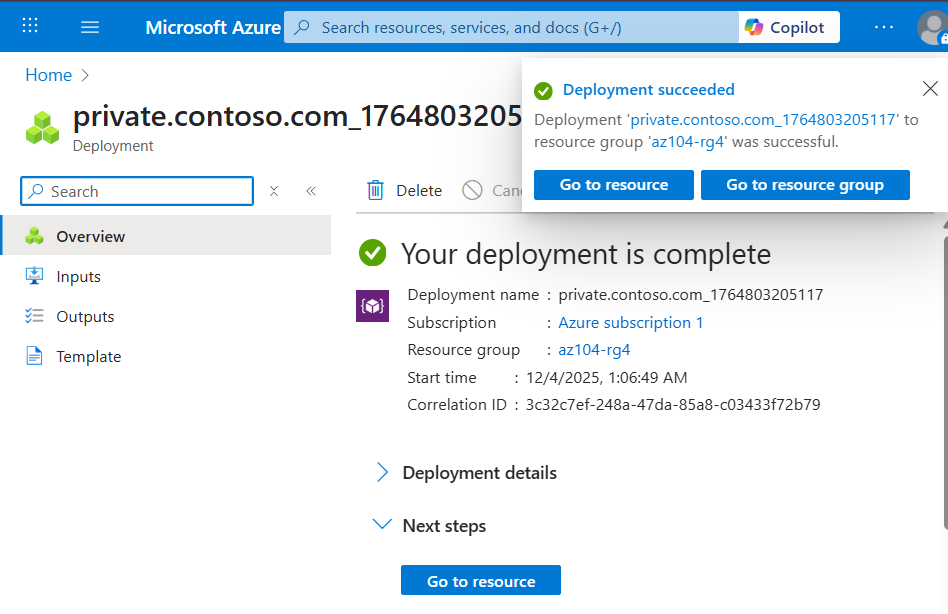 Microsoft Azure
Search resources, services, and docs (G+/)
Copilot
...
Home
private.contoso.com_1764803205
Deployment
Deployment succeeded
Deployment 'private.contoso.com_1764803205117' to
resource group 'az104-rg4' was successful.
Go to resource
Go to resource group
Search
Delete
Canc
Overview
Inputs
Outputs
Template
Your deployment is complete
Deployment name : private.contoso.com_1764803205117
Subscription : Azure subscription 1
Resource group : az104-rg4
Start time : 12/4/2025, 1:06:49 AM
Correlation ID : 3c32c7ef-248a-47da-85a8-c03433f72b79
Deployment details
Next steps
Go to resource